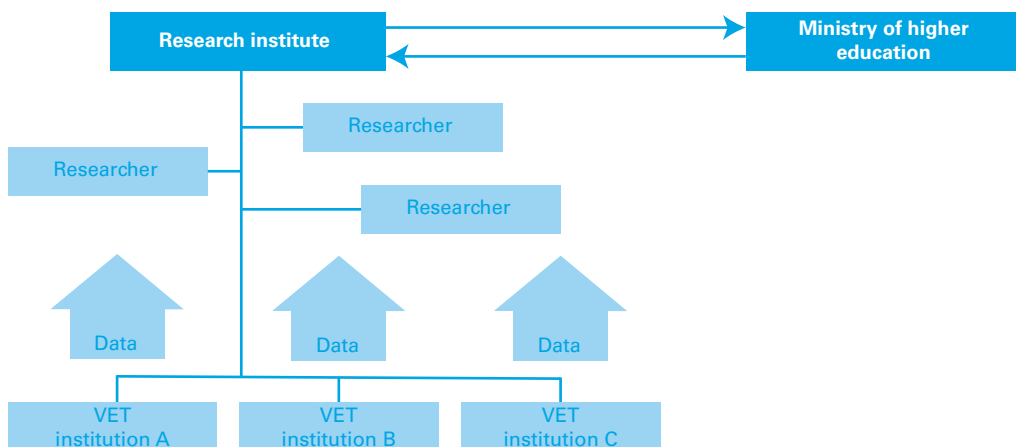 Research institute
Ministry of higher
education
Researcher
Researcher
Researcher
Data
Data
Data
VET
institution A
VET
institution B
VET
institution C